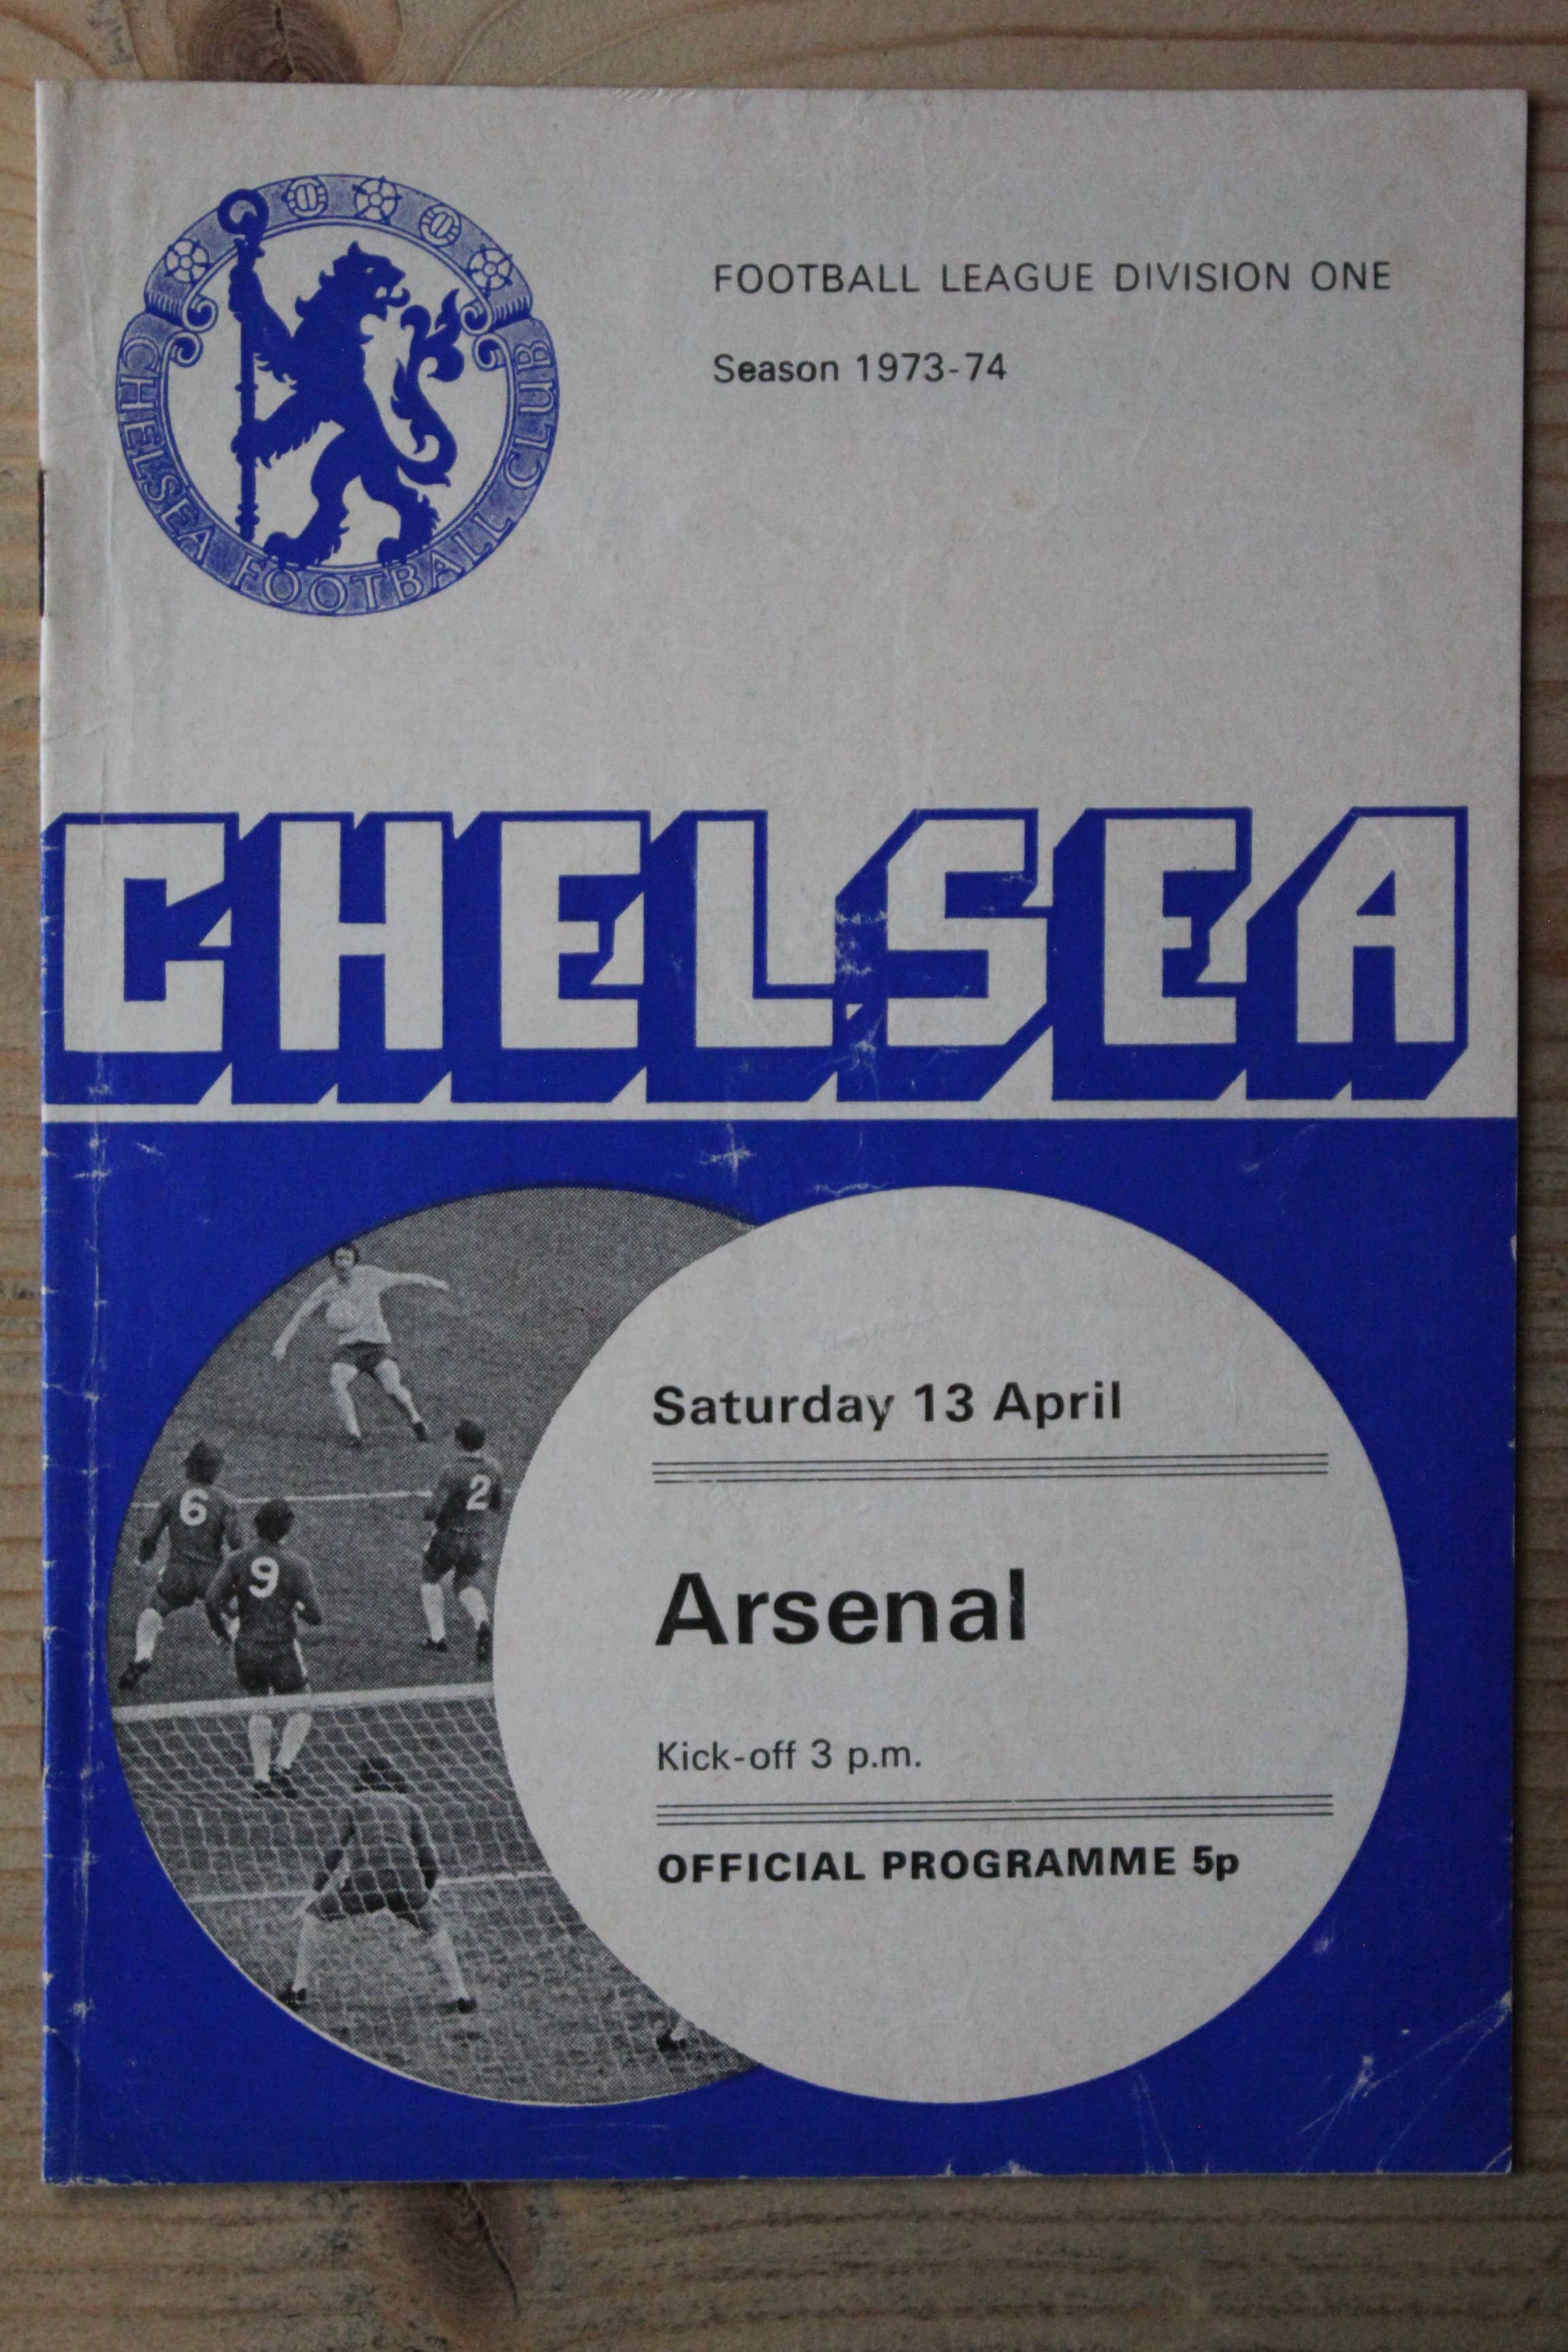 CHELSEA FOOTBALL CLUB
FOOTBALL LEAGUE DIVISION ONE
Season 1973-74
CHELSEA
Saturday 13 April
Arsenal
Kick-off 3 p.m.
OFFICIAL PROGRAMME 5p
6
9
2